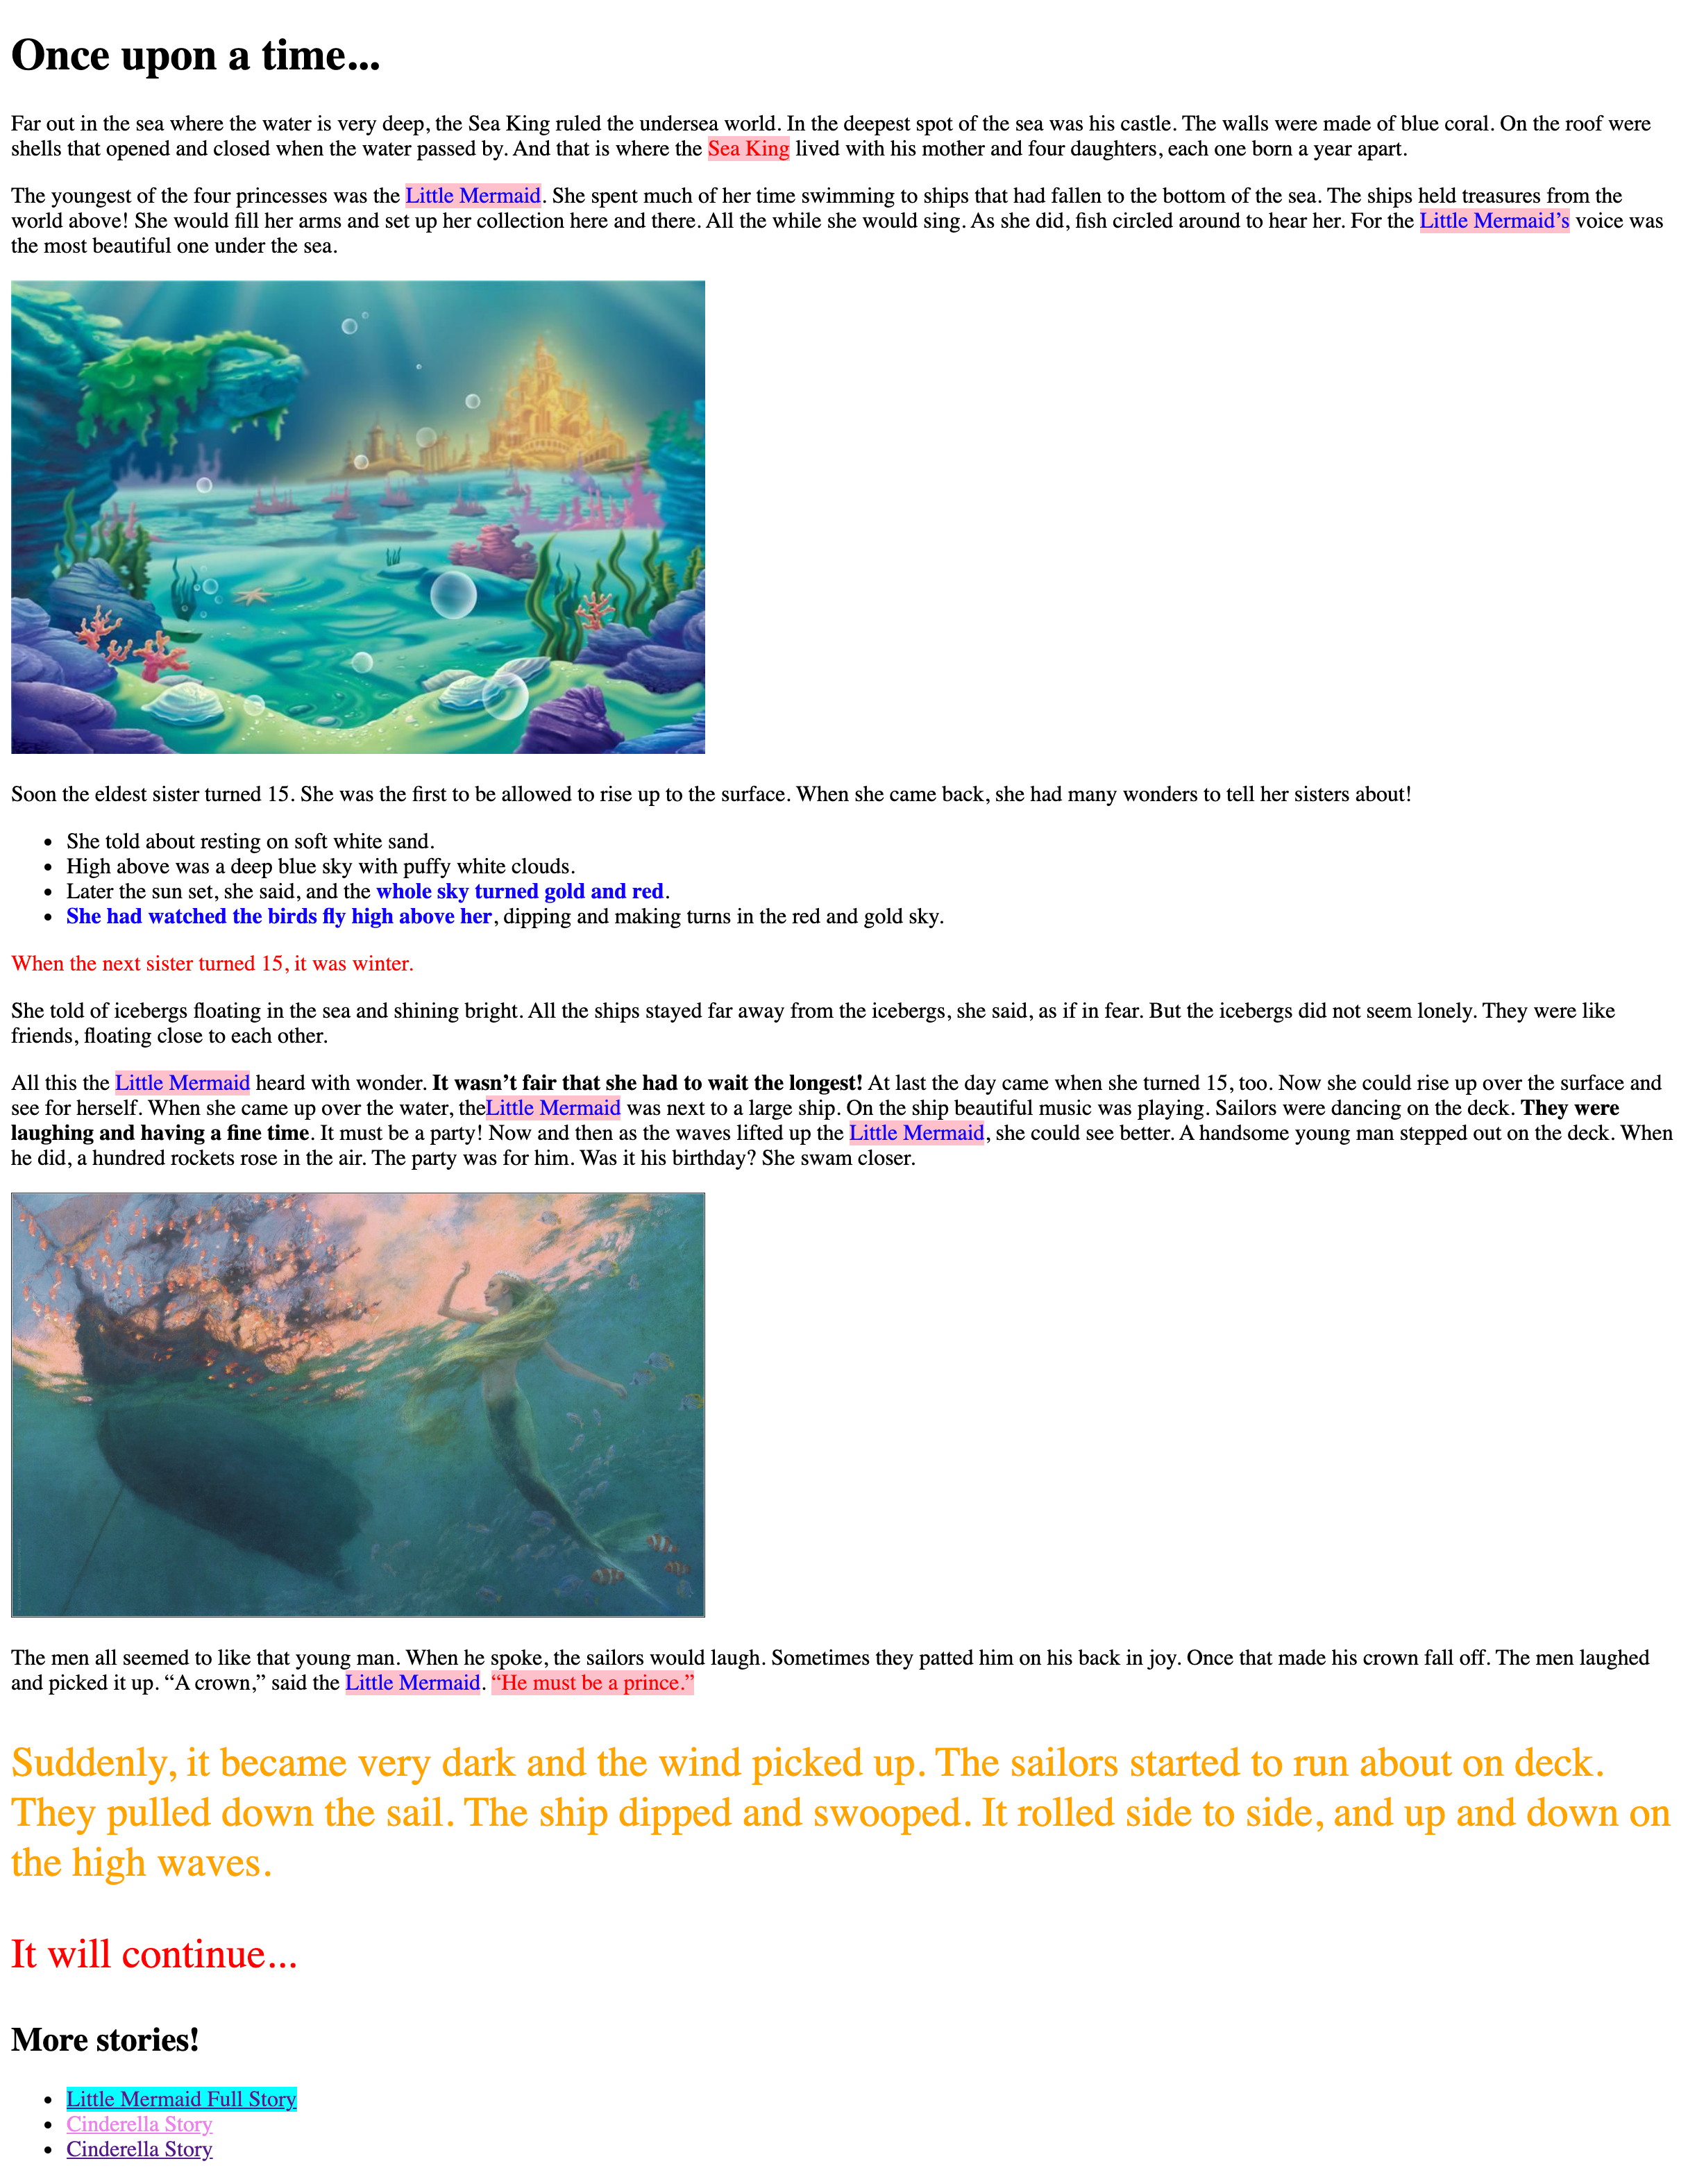 Once upon a time...
Far out in the sea where the water is very deep, the Sea King ruled the undersea world. In the deepest spot of the sea was his castle. The walls were made of blue coral. On the roof were
shells that opened and closed when the water passed by. And that is where the Sea King lived with his mother and four daughters, each one born a year apart.
The youngest of the four princesses was the Little Mermaid. She spent much of her time swimming to ships that had fallen to the bottom of the sea. The ships held treasures from the
world above! She would fill her arms and set up her collection here and there. All the while she would sing. As she did, fish circled around to hear her. For the Little Mermaid’s voice was
the most beautiful one under the sea.
Soon the eldest sister turned 15. She was the first to be allowed to rise up to the surface. When she came back, she had many wonders to tell her sisters about!
• She told about resting on soft white sand.
• High above was a deep blue sky with puffy white clouds.
• Later the sun set, she said, and the whole sky turned gold and red.
• She had watched the birds fly high above her, dipping and making turns in the red and gold sky.
When the next sister turned 15, it was winter.
She told of icebergs floating in the sea and shining bright. All the ships stayed far away from the icebergs, she said, as if in fear. But the icebergs did not seem lonely. They were like
friends, floating close to each other.
All this the Little Mermaid heard with wonder. It wasn’t fair that she had to wait the longest! At last the day came when she turned 15, too. Now she could rise up over the surface and
see for herself. When she came up over the water, theLittle Mermaid was next to a large ship. On the ship beautiful music was playing. Sailors were dancing on the deck. They were
laughing and having a fine time. It must be a party! Now and then as the waves lifted up the Little Mermaid, she could see better. A handsome young man stepped out on the deck. When
he did, a hundred rockets rose in the air. The party was for him. Was it his birthday? She swam closer.
The men all seemed to like that young man. When he spoke, the sailors would laugh. Sometimes they patted him on his back in joy. Once that made his crown fall off. The men laughed
and picked it up. “A crown,” said the Little Mermaid. “He must be a prince.”
Suddenly, it became very dark and the wind picked up. The sailors started to run about on deck.
They pulled down the sail. The ship dipped and swooped. It rolled side to side, and up and down on
the high waves.
It will continue...
More stories!
• Little Mermaid Full Story
• Cinderella Story
• Cinderella Story